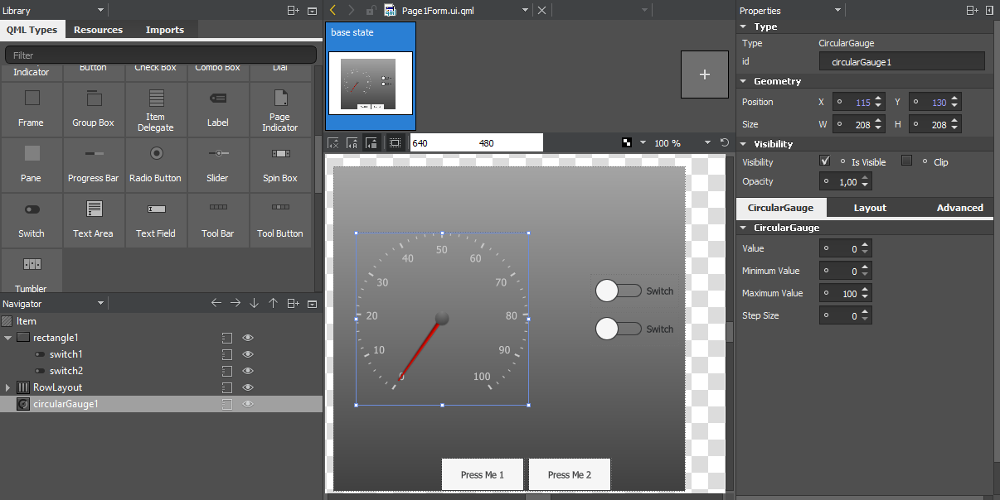 Library
QML Types Resources Imports
Filter
Indicator Button Check Box Combo Box Dial
Frame Group Box Item Delegate Label Page Indicator
Pane Progress Bar Radio Button Slider Spin Box
Switch Text Area Text Field Tool Bar Tool Button
Tumbler
Navigator
Item
rectangle1
switch1
switch2
RowLayout
circularGauge1
Page1Form.ui.qml
base state
640 480 100 %
0
10
20
30
40
50
60
70
80
90
100
Switch
Switch
Press Me 1 Press Me 2
Properties
Type
Type CircularGauge
id circularGauge1
Geometry
Position X 115 Y 130
Size W 208 H 208
Visibility
Visibility Is Visible Clip
Opacity 1,00
CircularGauge Layout Advanced
CircularGauge
Value 0
Minimum Value 0
Maximum Value 100
Step Size 0